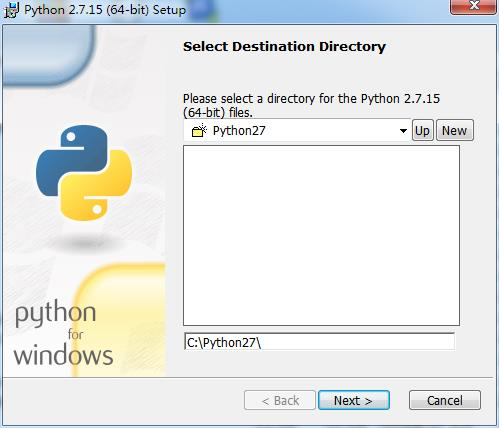 Python 2.7.15 (64-bit) Setup
Select Destination Directory
Please select a directory for the Python 2.7.15
(64-bit) files.
Python27
Up
New
C:\Python27\
python
for
windows
< Back
Next >
Cancel